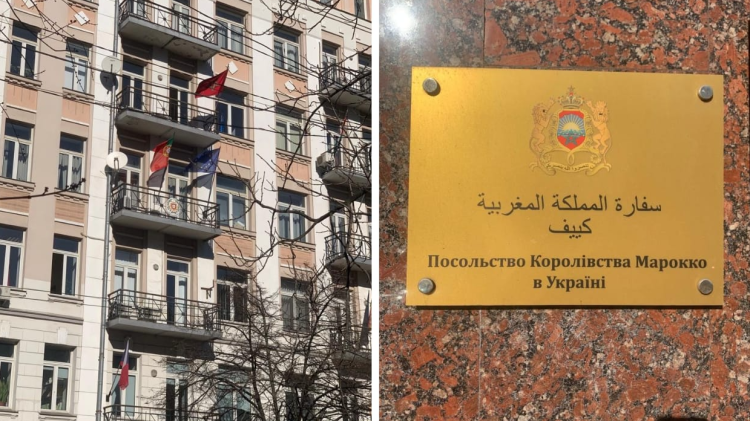 سفارة المملكة المغربية
كييف
Посольство Королівства Марокко
в Україні